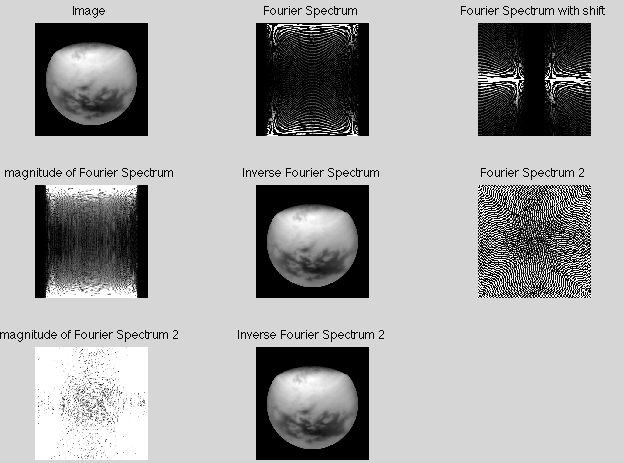 Image
Fourier Spectrum
Fourier Spectrum with shift
magnitude of Fourier Spectrum
Inverse Fourier Spectrum
Fourier Spectrum 2
magnitude of Fourier Spectrum 2
Inverse Fourier Spectrum 2